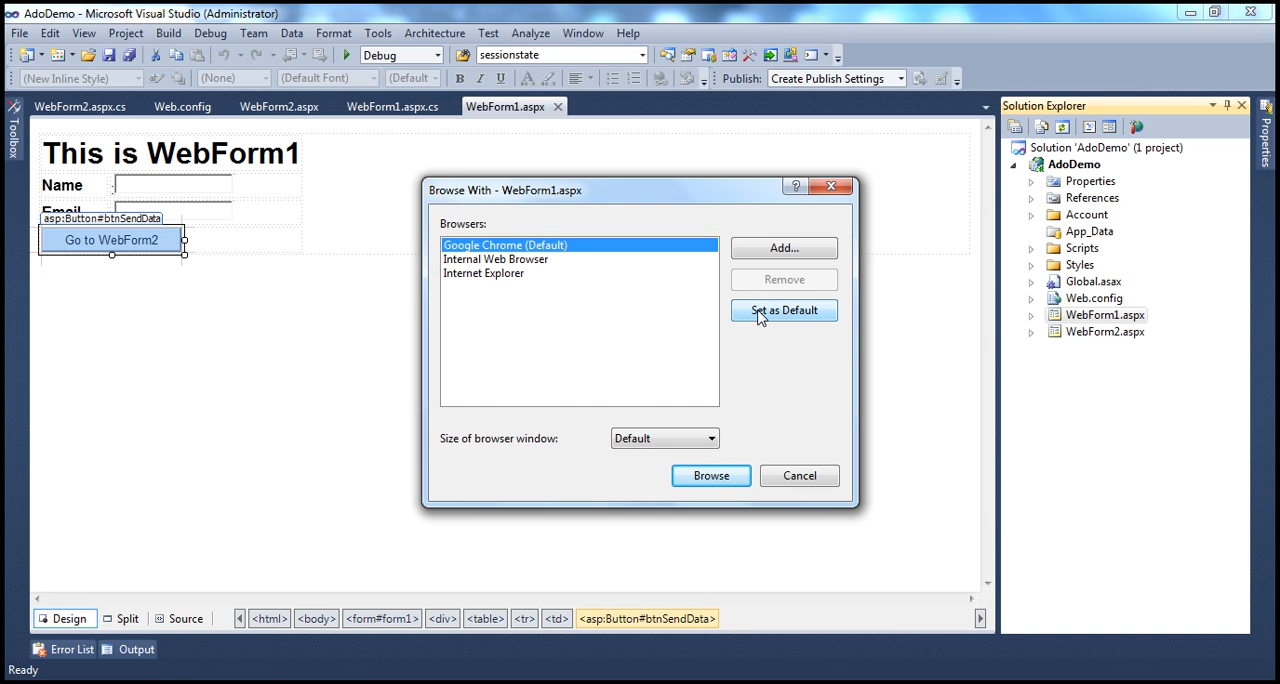 AdoDemo - Microsoft Visual Studio (Administrator)
File Edit View Project Build Debug Team Data Format Tools Architecture Test Analyze Window Help
Debug sessionstate
(New Inline Style) (None) (Default Font) (Default B I U Publish: Create Publish Settings
WebForm2.aspx.cs Web.config WebForm2.aspx WebForm1.aspx.cs WebForm1.aspx
Toolbox
This is WebForm1
Name :
Email
asp:Button#btnSendData
Go to WebForm2
Browse With - WebForm1.aspx
Browsers:
Google Chrome (Default)
Internal Web Browser
Internet Explorer
Add...
Remove
Set as Default
Size of browser window: Default
Browse Cancel
Solution Explorer
Solution 'AdoDemo' (1 project)
AdoDemo
Properties
References
Account
App_Data
Scripts
Styles
Global.asax
Web.config
WebForm1.aspx
WebForm2.aspx
Properties
Design Split Source <html> <body> <form#form1> <div> <table> <tr> <td> <asp:Button#btnSendData>
Error List Output
Ready